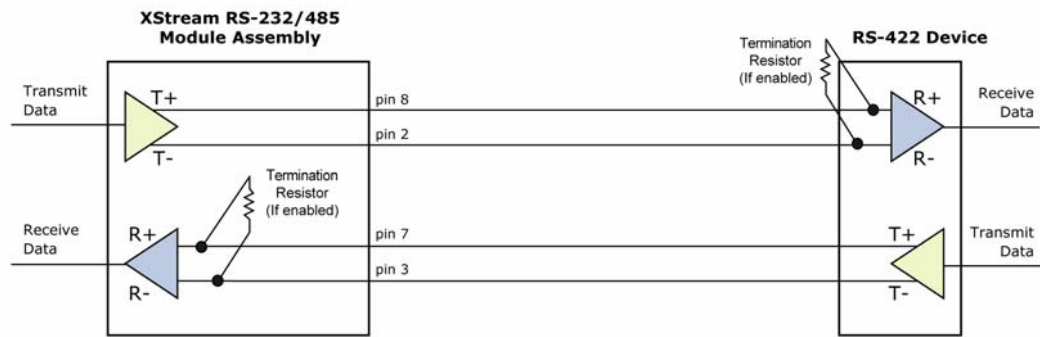 XStream RS-232/485
Module Assembly
RS-422 Device
Termination
Resistor
(If enabled)
Transmit
Data
T+
T-
pin 8
pin 2
R+
R-
Receive
Data
Termination
Resistor
(If enabled)
Receive
Data
R+
R-
pin 7
pin 3
T+
T-
Transmit
Data